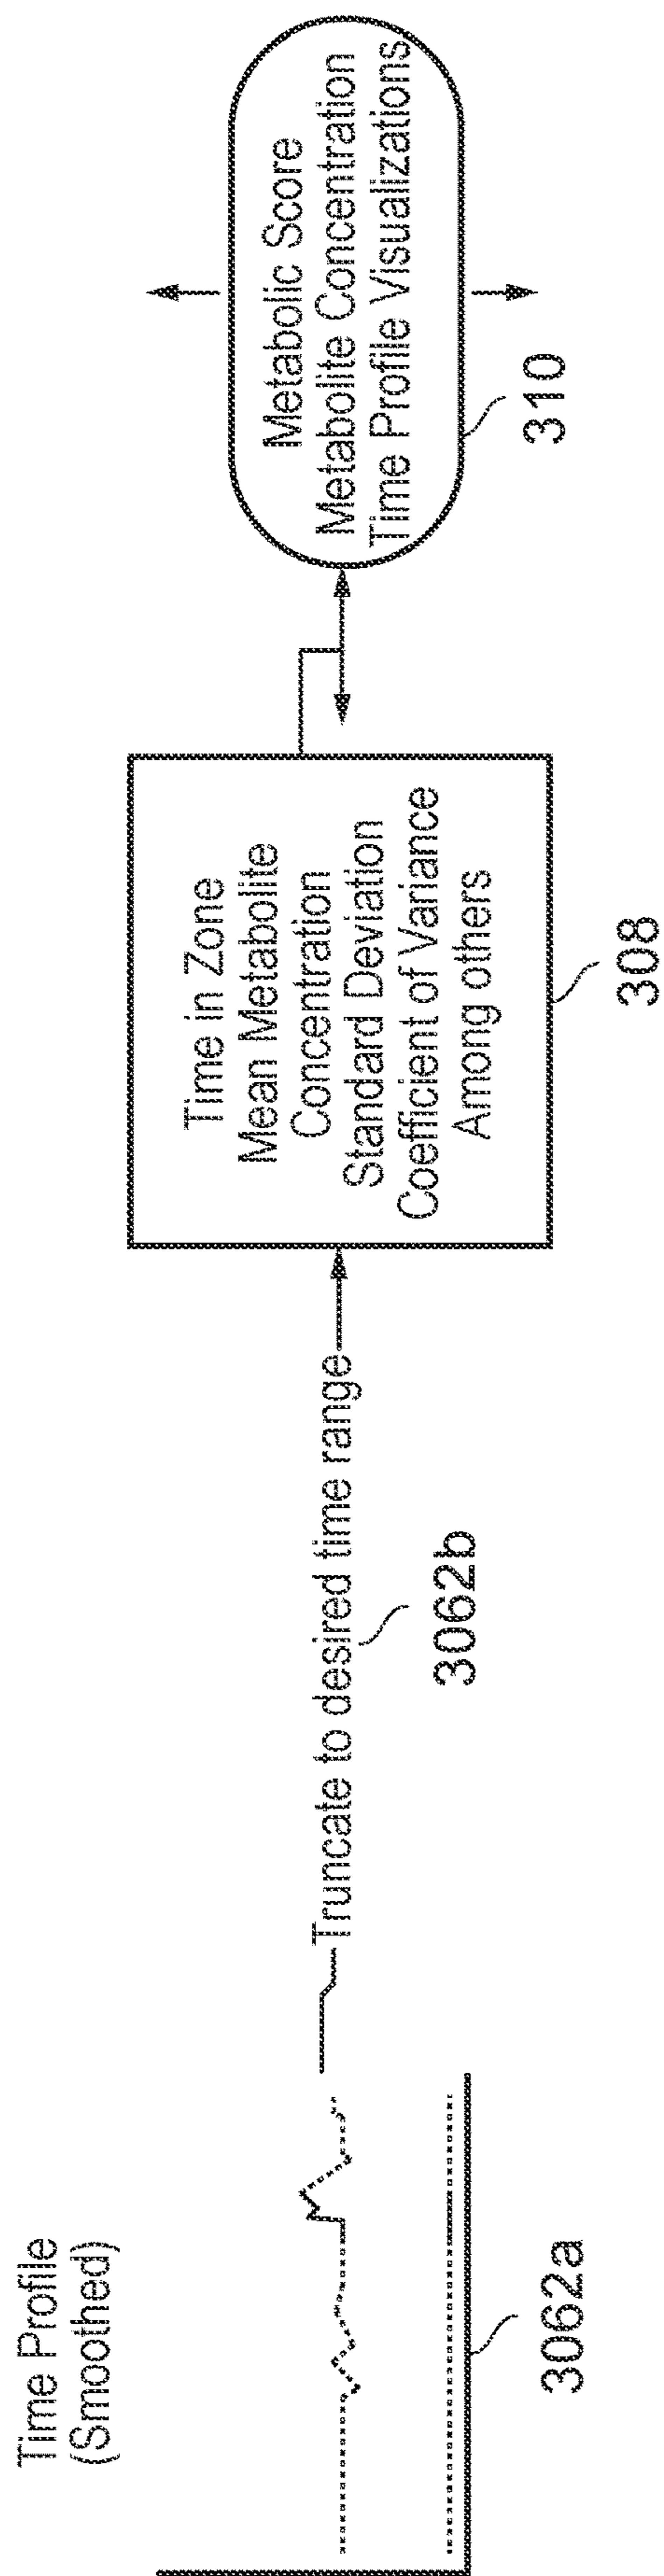 Time Profile
(Smoothed)
3062a
Truncate to desired time range
3062b
Time in Zone
Mean Metabolite
Concentration
Standard Deviation
Coefficient of Variance
Among others
308
Metabolic Score
Metabolite Concentration
Time Profile Visualizations
310